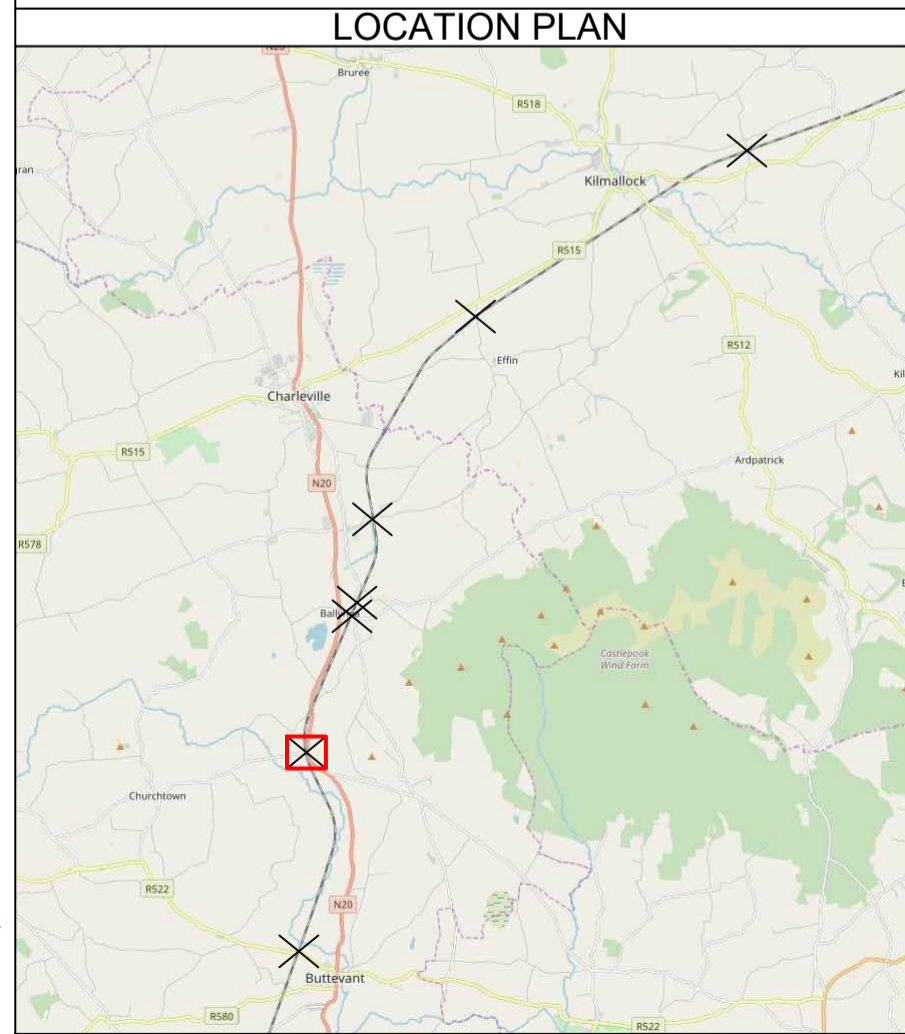 LOCATION PLAN
Bruree
R518
Kilmallock
R515
R512
Effin
Charleville
Ardpatrick
R515
N20
R578
Castlepook
Wind Farm
Churchtown
R522
N20
Buttevant
R580
R522